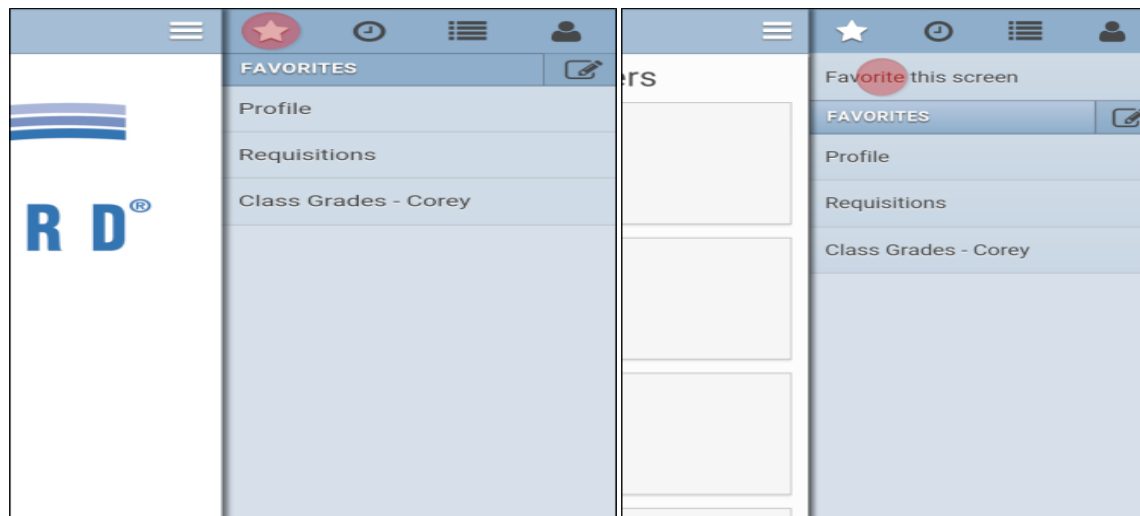 FAVORITES
Profile
Requisitions
Class Grades - Corey
R D®
ers
Favorite this screen
FAVORITES
Profile
Requisitions
Class Grades - Corey